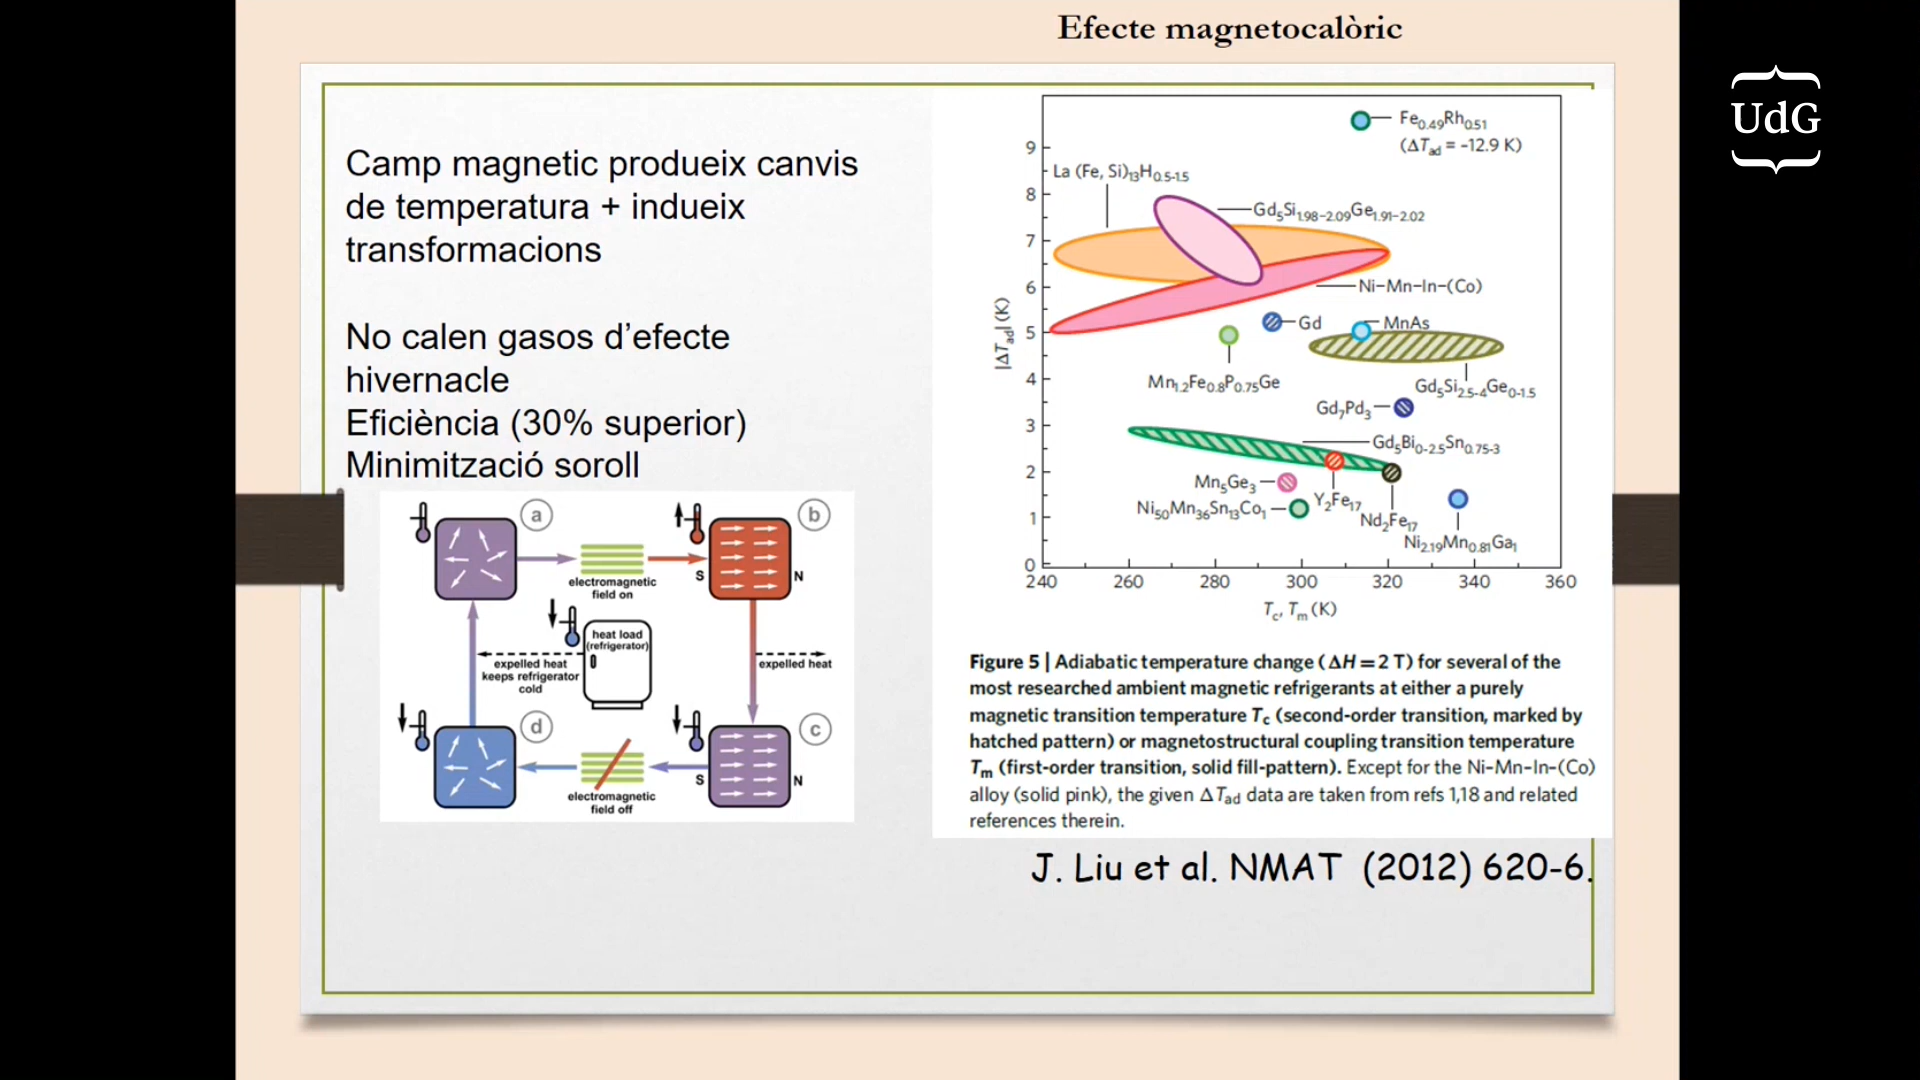 Efecte magnetocalòric
UdG
Camp magnetic produeix canvis
de temperatura + indueix
transformacions
No calen gasos d'efecte
hivernacle
Eficiència (30% superior)
Minimització soroll
a
b
electromagnetic
field on
S
N
heat load
(refrigerator)
expelled heat
keeps refrigerator
cold
expelled heat
d
c
electromagnetic
field off
S
N
Fe0.49Rh0.51
(ΔTad = -12.9 K)
La (Fe, Si)13H0.5-1.5
Gd5Si1.98–2.09Ge1.91–2.02
Ni–Mn–In–(Co)
Gd
MnAs
Mn1.2Fe0.8P0.75Ge
Gd5Si2.5-4Ge0-1.5
Gd7Pd3
Gd5Bi0-2.5Sn0.75-3
Mn5Ge3
Y2Fe17
Ni50Mn36Sn13Co1
Nd2Fe17
Ni2.19Mn0.81Ga1
|ΔTad| (K)
9
8
7
6
5
4
3
2
1
0
240 260 280 300 320 340 360
Tc, Tm (K)
Figure 5 | Adiabatic temperature change (ΔH = 2 T) for several of the
most researched ambient magnetic refrigerants at either a purely
magnetic transition temperature Tc (second-order transition, marked by
hatched pattern) or magnetostructural coupling transition temperature
Tm (first-order transition, solid fill-pattern). Except for the Ni–Mn–In–(Co)
alloy (solid pink), the given ΔTad data are taken from refs 1,18 and related
references therein.
J. Liu et al. NMAT (2012) 620-6.